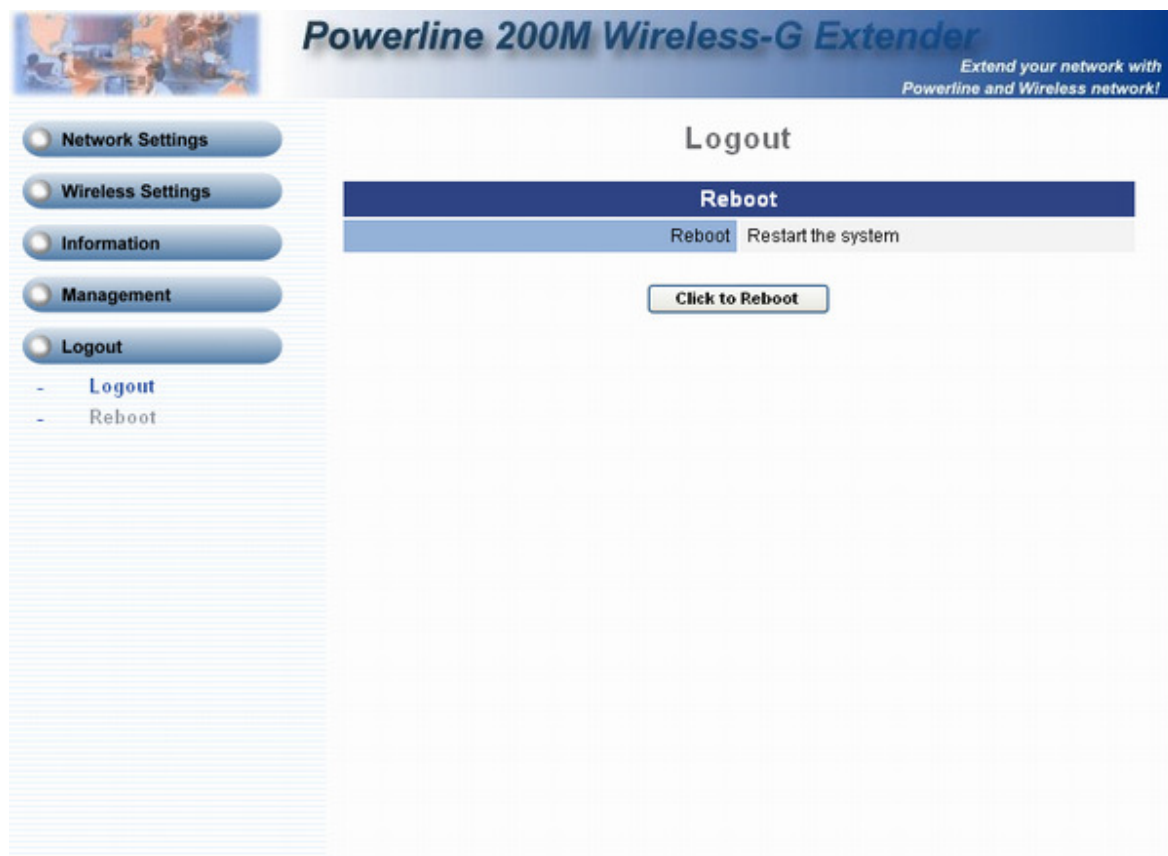 Powerline 200M Wireless-G Extender
Extend your network with
Powerline and Wireless network!
Network Settings
Wireless Settings
Information
Management
Logout
- Logout
- Reboot
Logout
Reboot
Reboot Restart the system
Click to Reboot